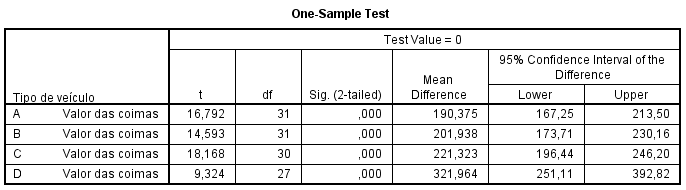 One-Sample Test
Test Value = 0
95% Confidence Interval of the
Difference
Tipo de veículo t df Sig. (2-tailed) Mean
Difference Lower Upper
A Valor das coimas 16,792 31 ,000 190,375 167,25 213,50
B Valor das coimas 14,593 31 ,000 201,938 173,71 230,16
C Valor das coimas 18,168 30 ,000 221,323 196,44 246,20
D Valor das coimas 9,324 27 ,000 321,964 251,11 392,82